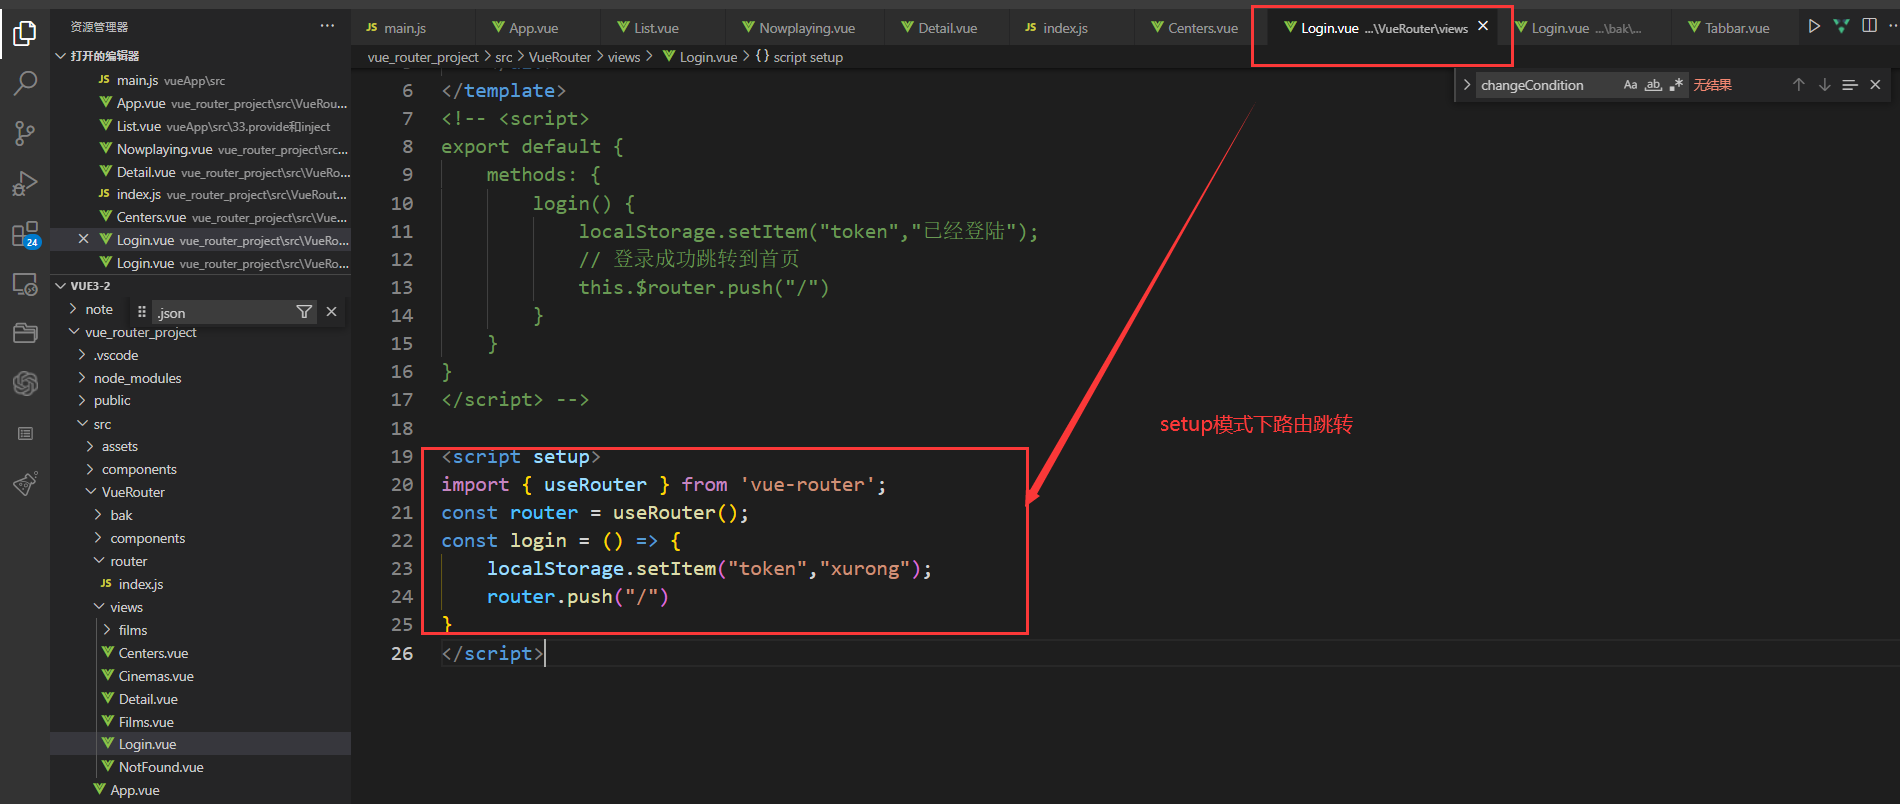 资源管理器
打开的编辑器
JS main.js vueApp\src
App.vue vue_router_project\src\VueRou...
List.vue vueApp\src\33.provide和inject
Nowplaying.vue vue_router_project\src...
Detail.vue vue_router_project\src\VueRo...
JS index.js vue_router_project\src\VueRout...
Centers.vue vue_router_project\src\Vue...
Login.vue vue_router_project\src\VueRo...
Login.vue vue_router_project\src\VueRo...
24
VUE3-2
note
.json
vue_router_project
.vscode
node_modules
public
src
assets
components
VueRouter
bak
components
router
JS index.js
views
films
Centers.vue
Cinemas.vue
Detail.vue
Films.vue
Login.vue
NotFound.vue
App.vue
JS main.js
App.vue
List.vue
Nowplaying.vue
Detail.vue
JS index.js
Centers.vue
Login.vue ...\VueRouter\views
Login.vue ...\bak\...
Tabbar.vue
vue_router_project > src > VueRouter > views > Login.vue > {} script setup
changeCondition Aa ab .* 无结果
6 </template>
7 <!-- <script>
8 export default {
9 methods: {
10 login() {
11 localStorage.setItem("token","已经登陆");
12 // 登录成功跳转到首页
13 this.$router.push("/")
14 }
15 }
16 }
17 </script> -->
18
19 <script setup>
20 import { useRouter } from 'vue-router';
21 const router = useRouter();
22 const login = () => {
23 localStorage.setItem("token","xurong");
24 router.push("/")
25 }
26 </script>
setup模式下路由跳转